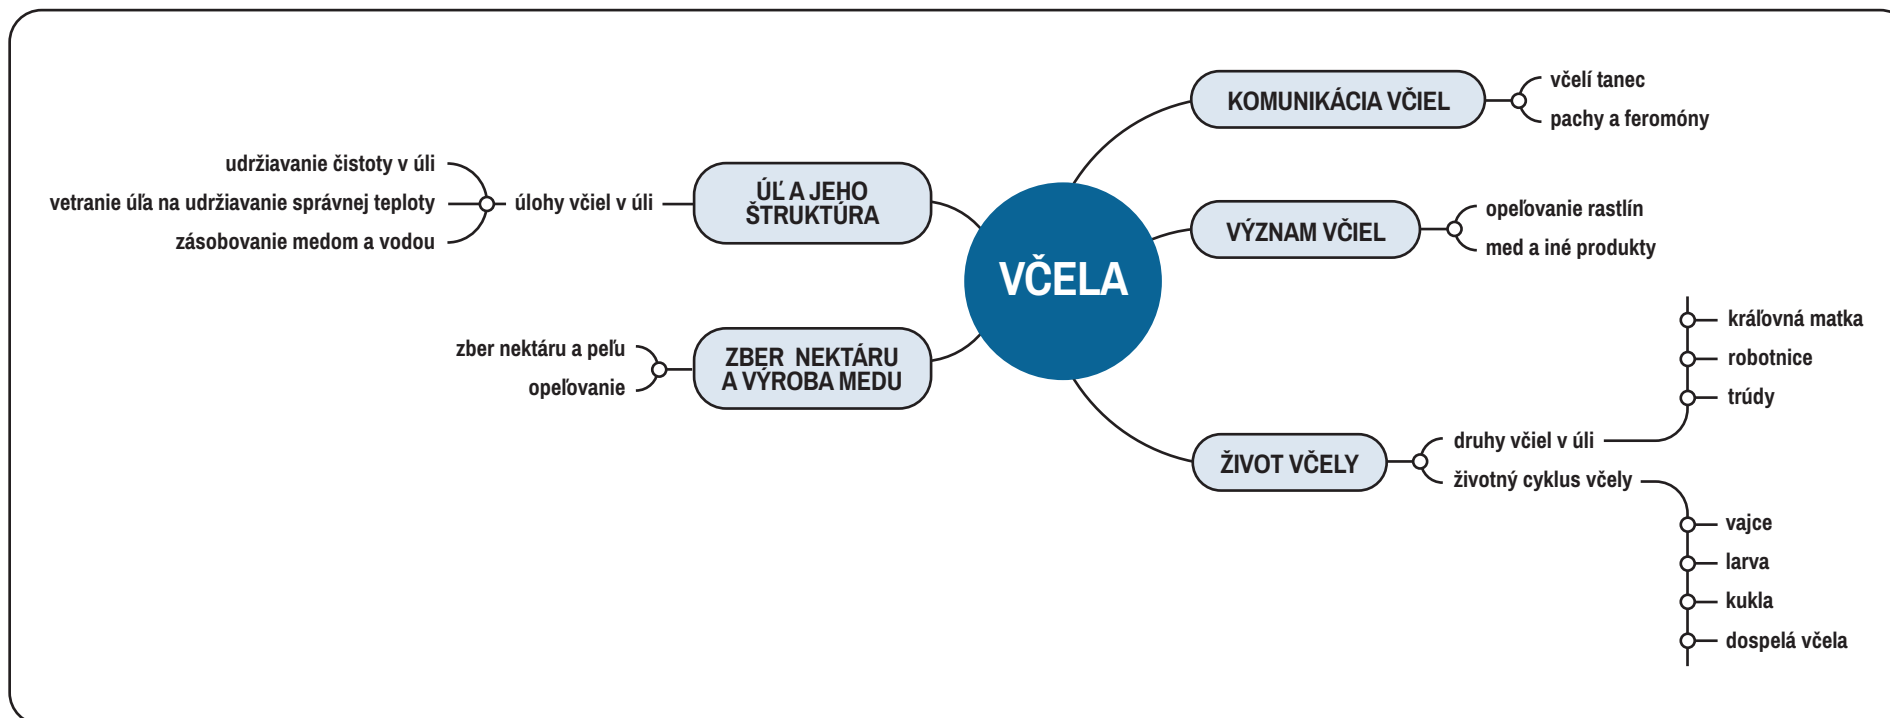 VČELA
KOMUNIKÁCIA VČIEL
včelí tanec
pachy a feromóny
VÝZNAM VČIEL
opeľovanie rastlín
med a iné produkty
ŽIVOT VČELY
druhy včiel v úli
kráľovná matka
robotnice
trúdy
životný cyklus včely
vajce
larva
kukla
dospelá včela
ÚĽ A JEHO
ŠTRUKTÚRA
úlohy včiel v úli
udržiavanie čistoty v úli
vetranie úľa na udržiavanie správnej teploty
zásobovanie medom a vodou
ZBER NEKTÁRU
A VÝROBA MEDU
zber nektáru a peľu
opeľovanie